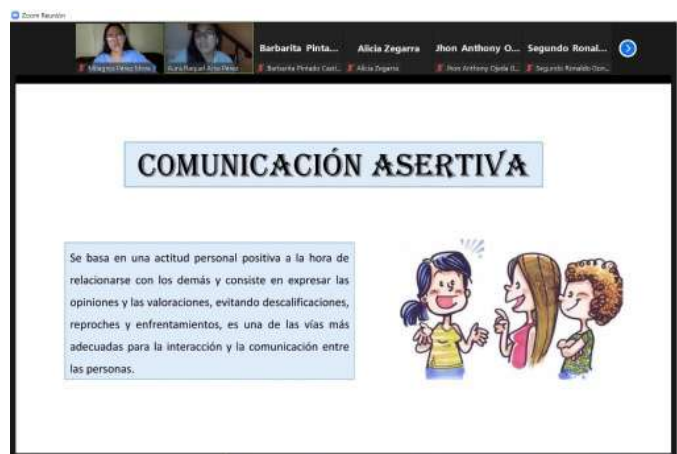 Zoom Reunión
Barbarita Pinta... Alicia Zegarra Jhon Anthony O... Segundo Ronal...
Milagros Pérez Alicia Zegarra
COMUNICACIÓN ASERTIVA
Se basa en una actitud personal positiva a la hora de
relacionarse con los demás y consiste en expresar las
opiniones y las valoraciones, evitando descalificaciones,
reproches y enfrentamientos, es una de las vías más
adecuadas para la interacción y la comunicación entre
las personas.